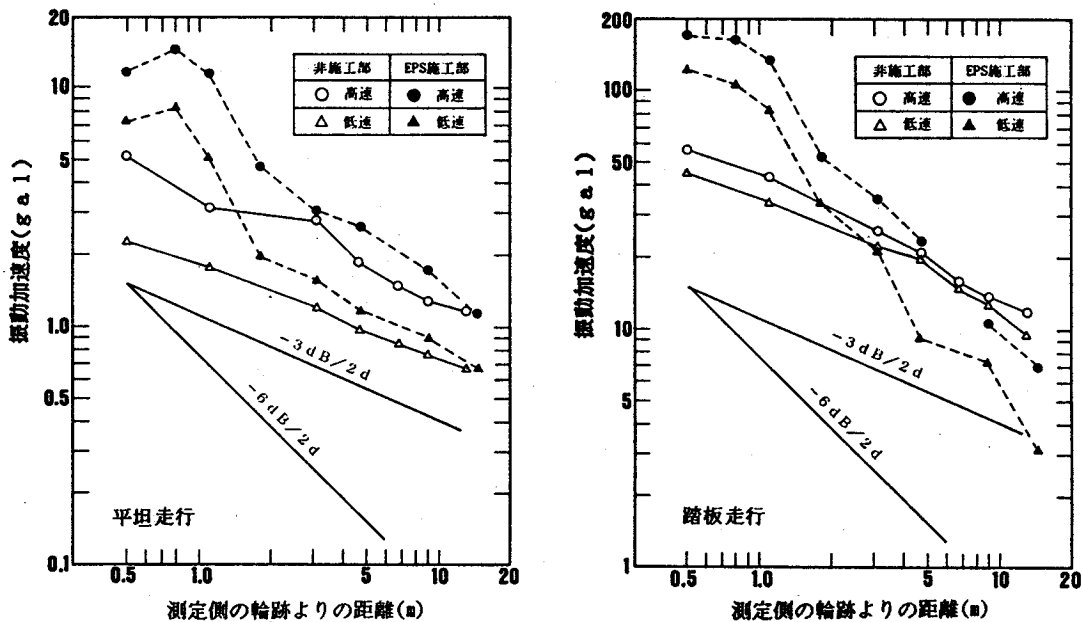 20
10
5
1.0
0.5
0.1
振動加速度(gal)
非施工部 EPS施工部
高速 高速
低速 低速
-3dB/2d
-6dB/2d
平坦走行
0.5 1.0 5 10 20
測定側の輪跡よりの距離(m)
200
100
50
10
5
1
振動加速度(gal)
非施工部 EPS施工部
高速 高速
低速 低速
-3dB/2d
-6dB/2d
踏板走行
0.5 1.0 5 10 20
測定側の輪跡よりの距離(m)